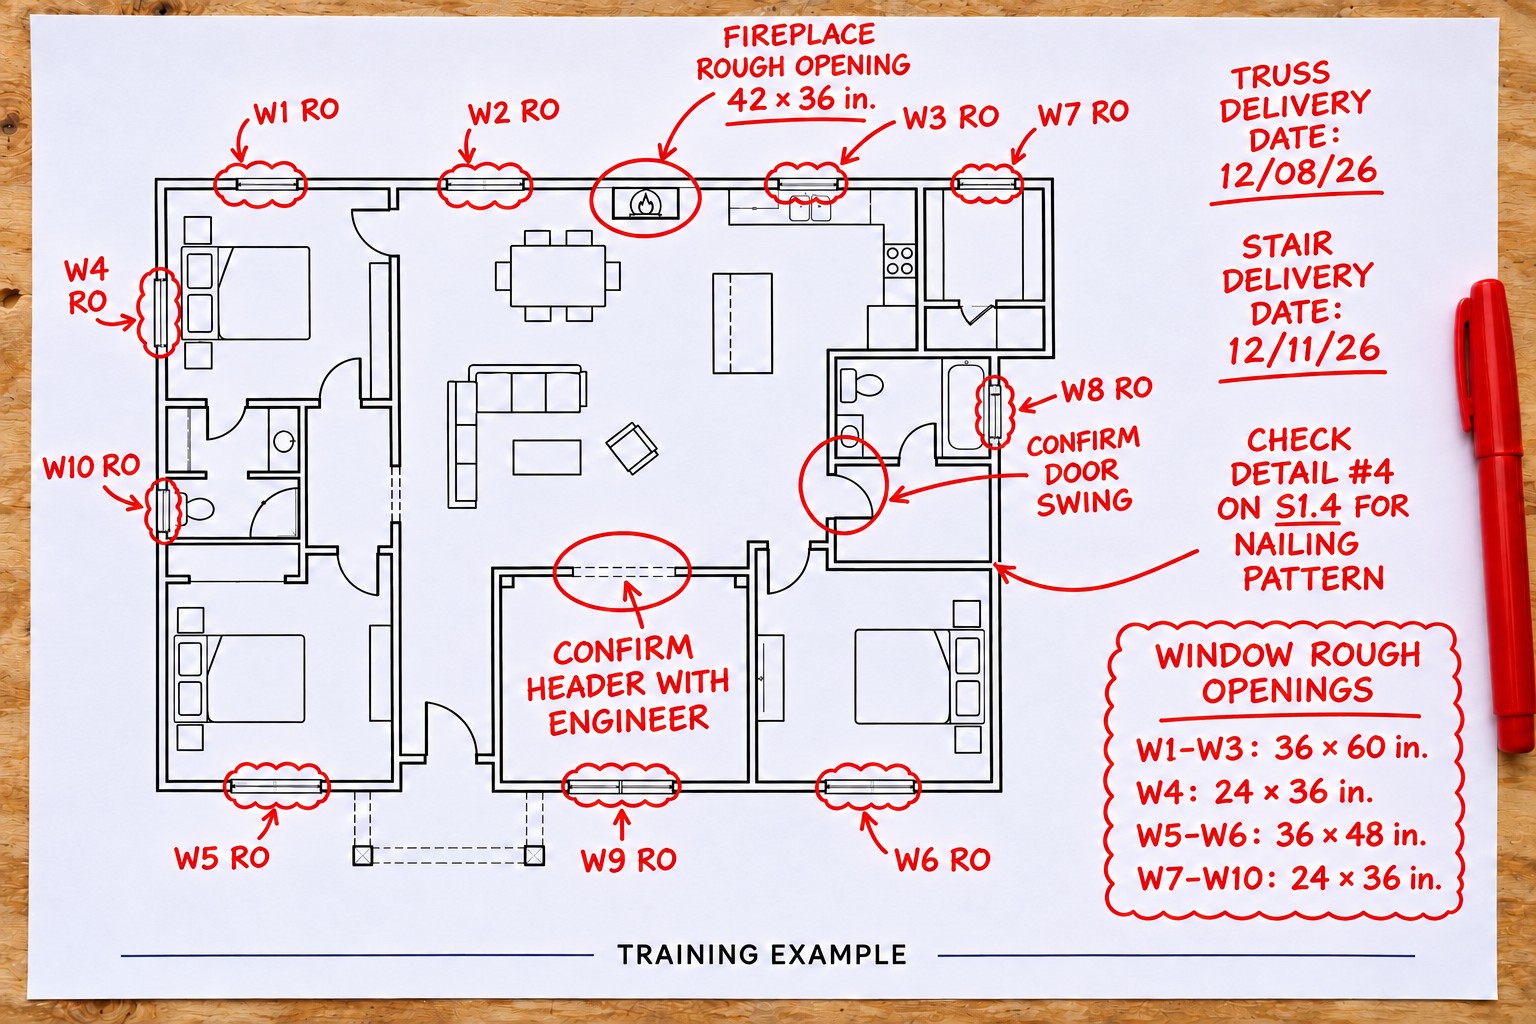 FIREPLACE
ROUGH OPENING
42 × 36 in.
W1 RO
W2 RO
W3 RO
W7 RO
TRUSS
DELIVERY
DATE:
12/08/26
W4
RO
STAIR
DELIVERY
DATE:
12/11/26
W8 RO
W10 RO
CONFIRM
DOOR
SWING
CHECK
DETAIL #4
ON S1.4 FOR
NAILING
PATTERN
CONFIRM
HEADER WITH
ENGINEER
WINDOW ROUGH
OPENINGS
W1-W3: 36 × 60 in.
W4: 24 × 36 in.
W5-W6: 36 × 48 in.
W7-W10: 24 × 36 in.
W5 RO
W9 RO
W6 RO
TRAINING EXAMPLE